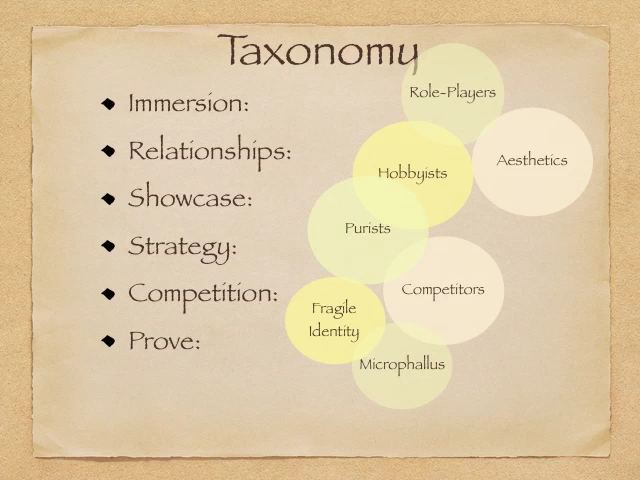 Taxonomy
Immersion:
Relationships:
Showcase:
Strategy:
Competition:
Prove:
Role-Players
Aesthetics
Hobbyists
Purists
Competitors
Fragile
Identity
Microphallus